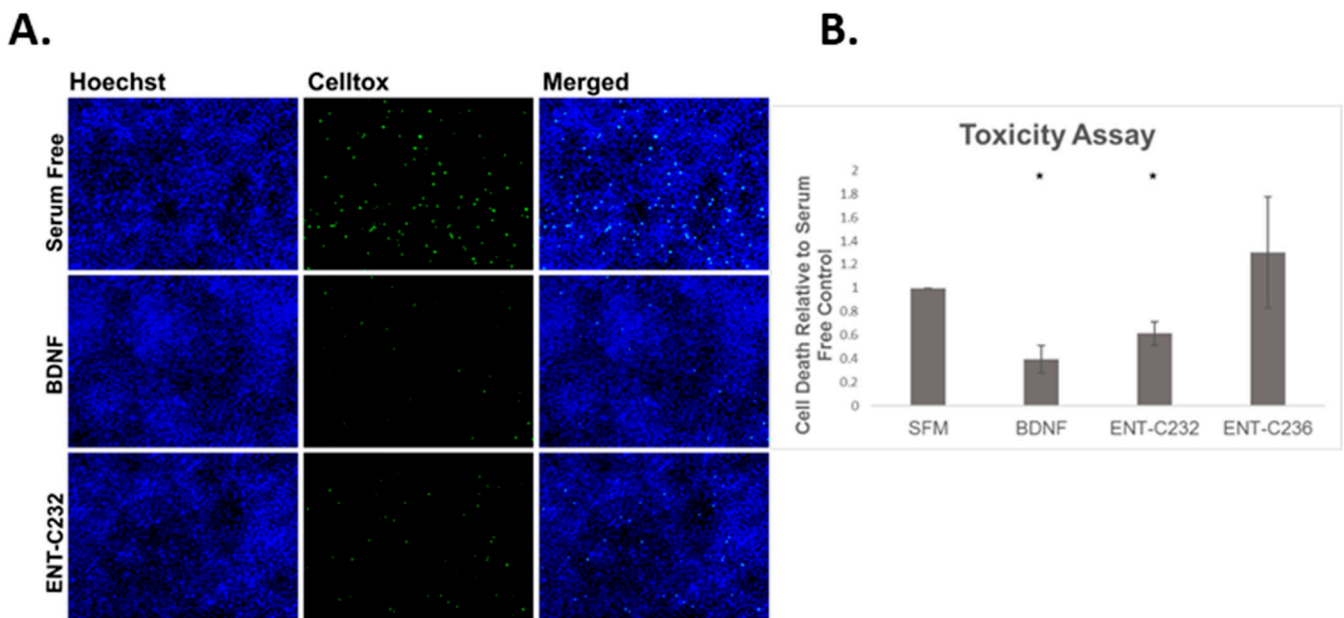 A.
B.
Hoechst
Celltox
Merged
Serum Free
BDNF
ENT-C232
Toxicity Assay
Cell Death Relative to Serum
Free Control
2
1.8
1.6
1.4
1.2
1
0.8
0.6
0.4
0.2
0
*
*
SFM
BDNF
ENT-C232
ENT-C236